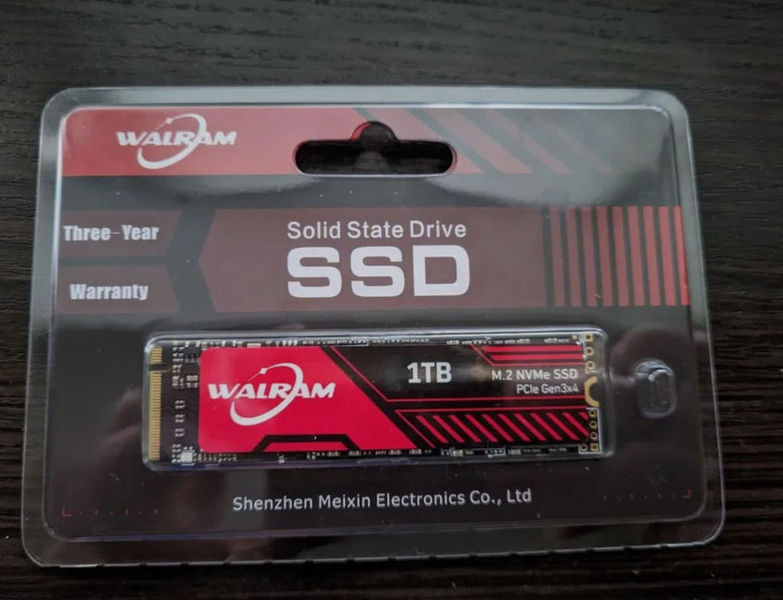 WALRAM
Three-Year
Warranty
Solid State Drive
SSD
WALRAM
1TB
M.2 NVMe SSD
PCIe Gen3x4
Shenzhen Meixin Electronics Co., Ltd